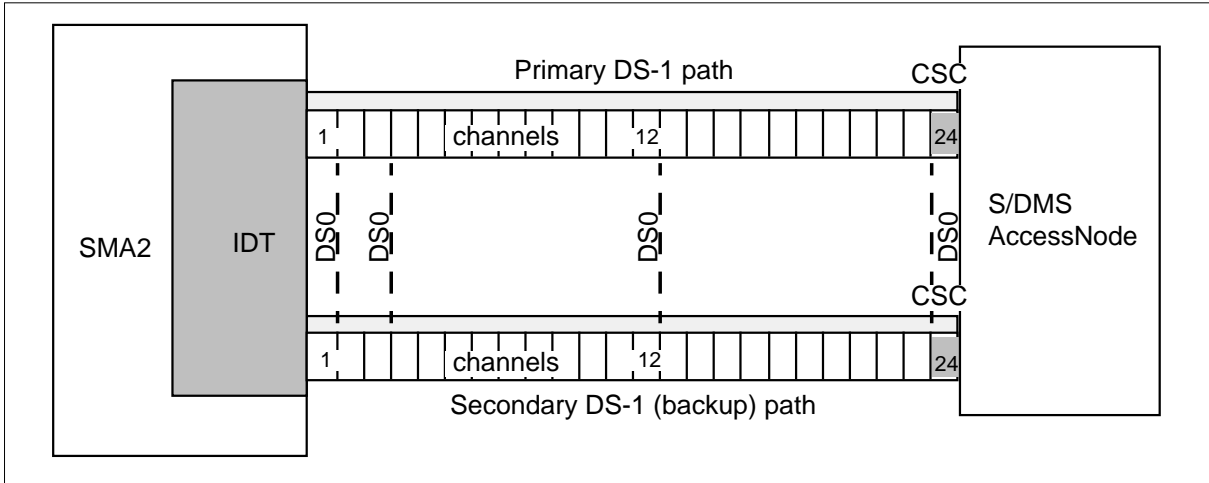 Primary DS-1 path
CSC
1
channels
12
24
SMA2
IDT
DS0
DS0
DS0
DS0
S/DMS
AccessNode
CSC
1
channels
12
24
Secondary DS-1 (backup) path